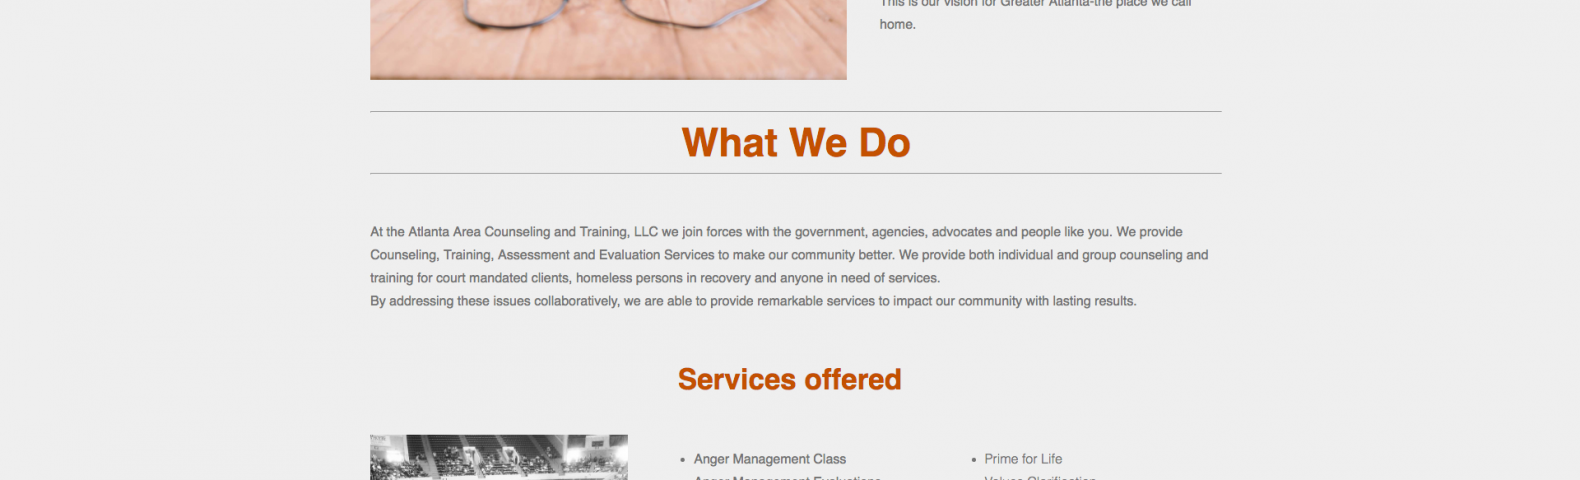 This is our vision for Greater Atlanta-the place we call
home.
What We Do
At the Atlanta Area Counseling and Training, LLC we join forces with the government, agencies, advocates and people like you. We provide
Counseling, Training, Assessment and Evaluation Services to make our community better. We provide both individual and group counseling and
training for court mandated clients, homeless persons in recovery and anyone in need of services.
By addressing these issues collaboratively, we are able to provide remarkable services to impact our community with lasting results.
Services offered
• Anger Management Class
• Prime for Life
Anger Management Evaluations
Values Clarification